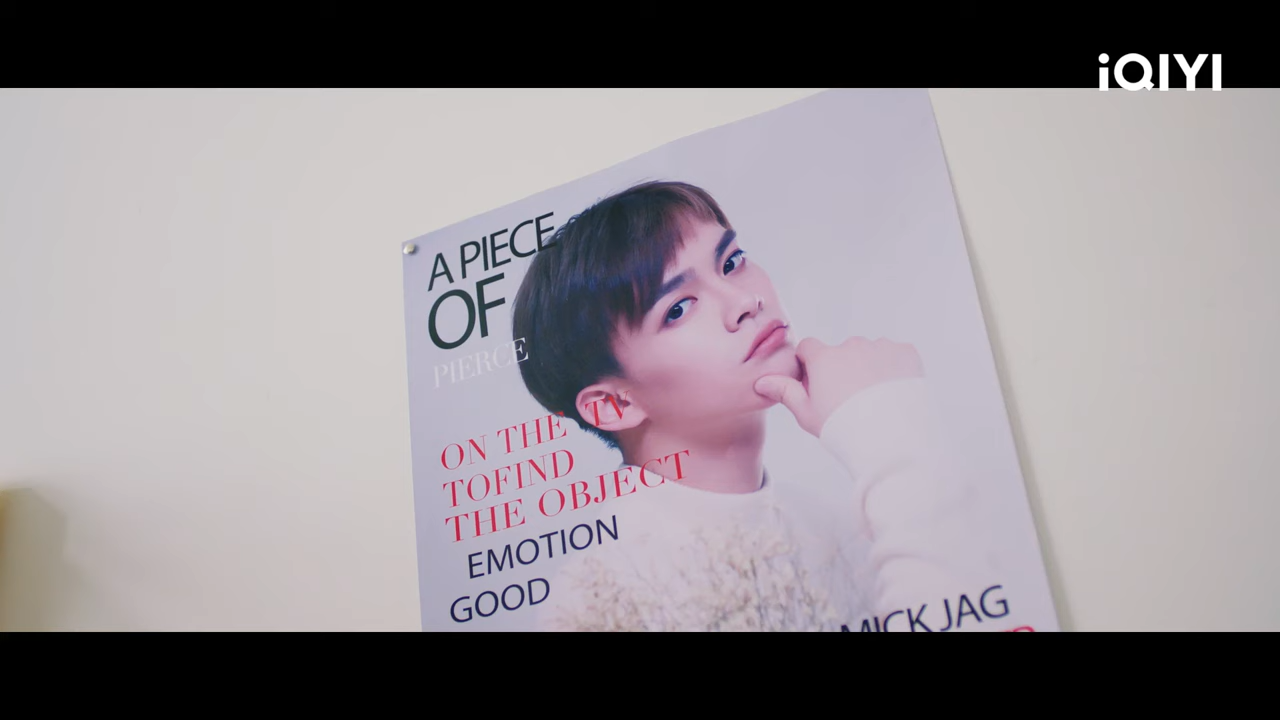 iQIYI
A PIECE
OF
PIERCE
ON THE TV
TOFIND
THE OBJECT
EMOTION
GOOD
MICK JAG